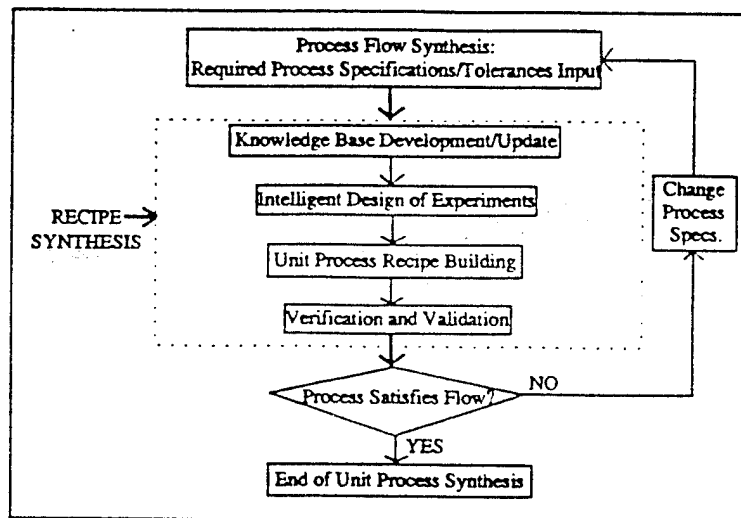 Process Flow Synthesis:
Required Process Specifications/Tolerances Input
Knowledge Base Development/Update
Intelligent Design of Experiments
RECIPE
SYNTHESIS
Change
Process
Specs.
Unit Process Recipe Building
Verification and Validation
Process Satisfies Flow?
NO
YES
End of Unit Process Synthesis